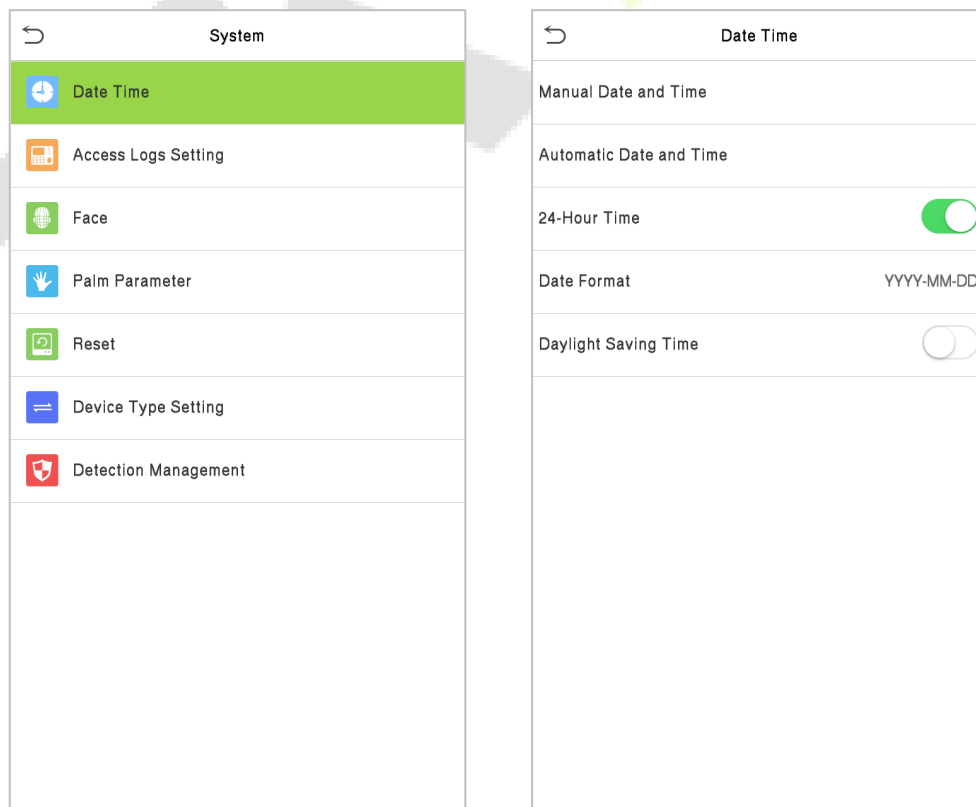 System
Date Time
Access Logs Setting
Face
Palm Parameter
Reset
Device Type Setting
Detection Management
Date Time
Manual Date and Time
Automatic Date and Time
24-Hour Time
Date Format YYYY-MM-DD
Daylight Saving Time